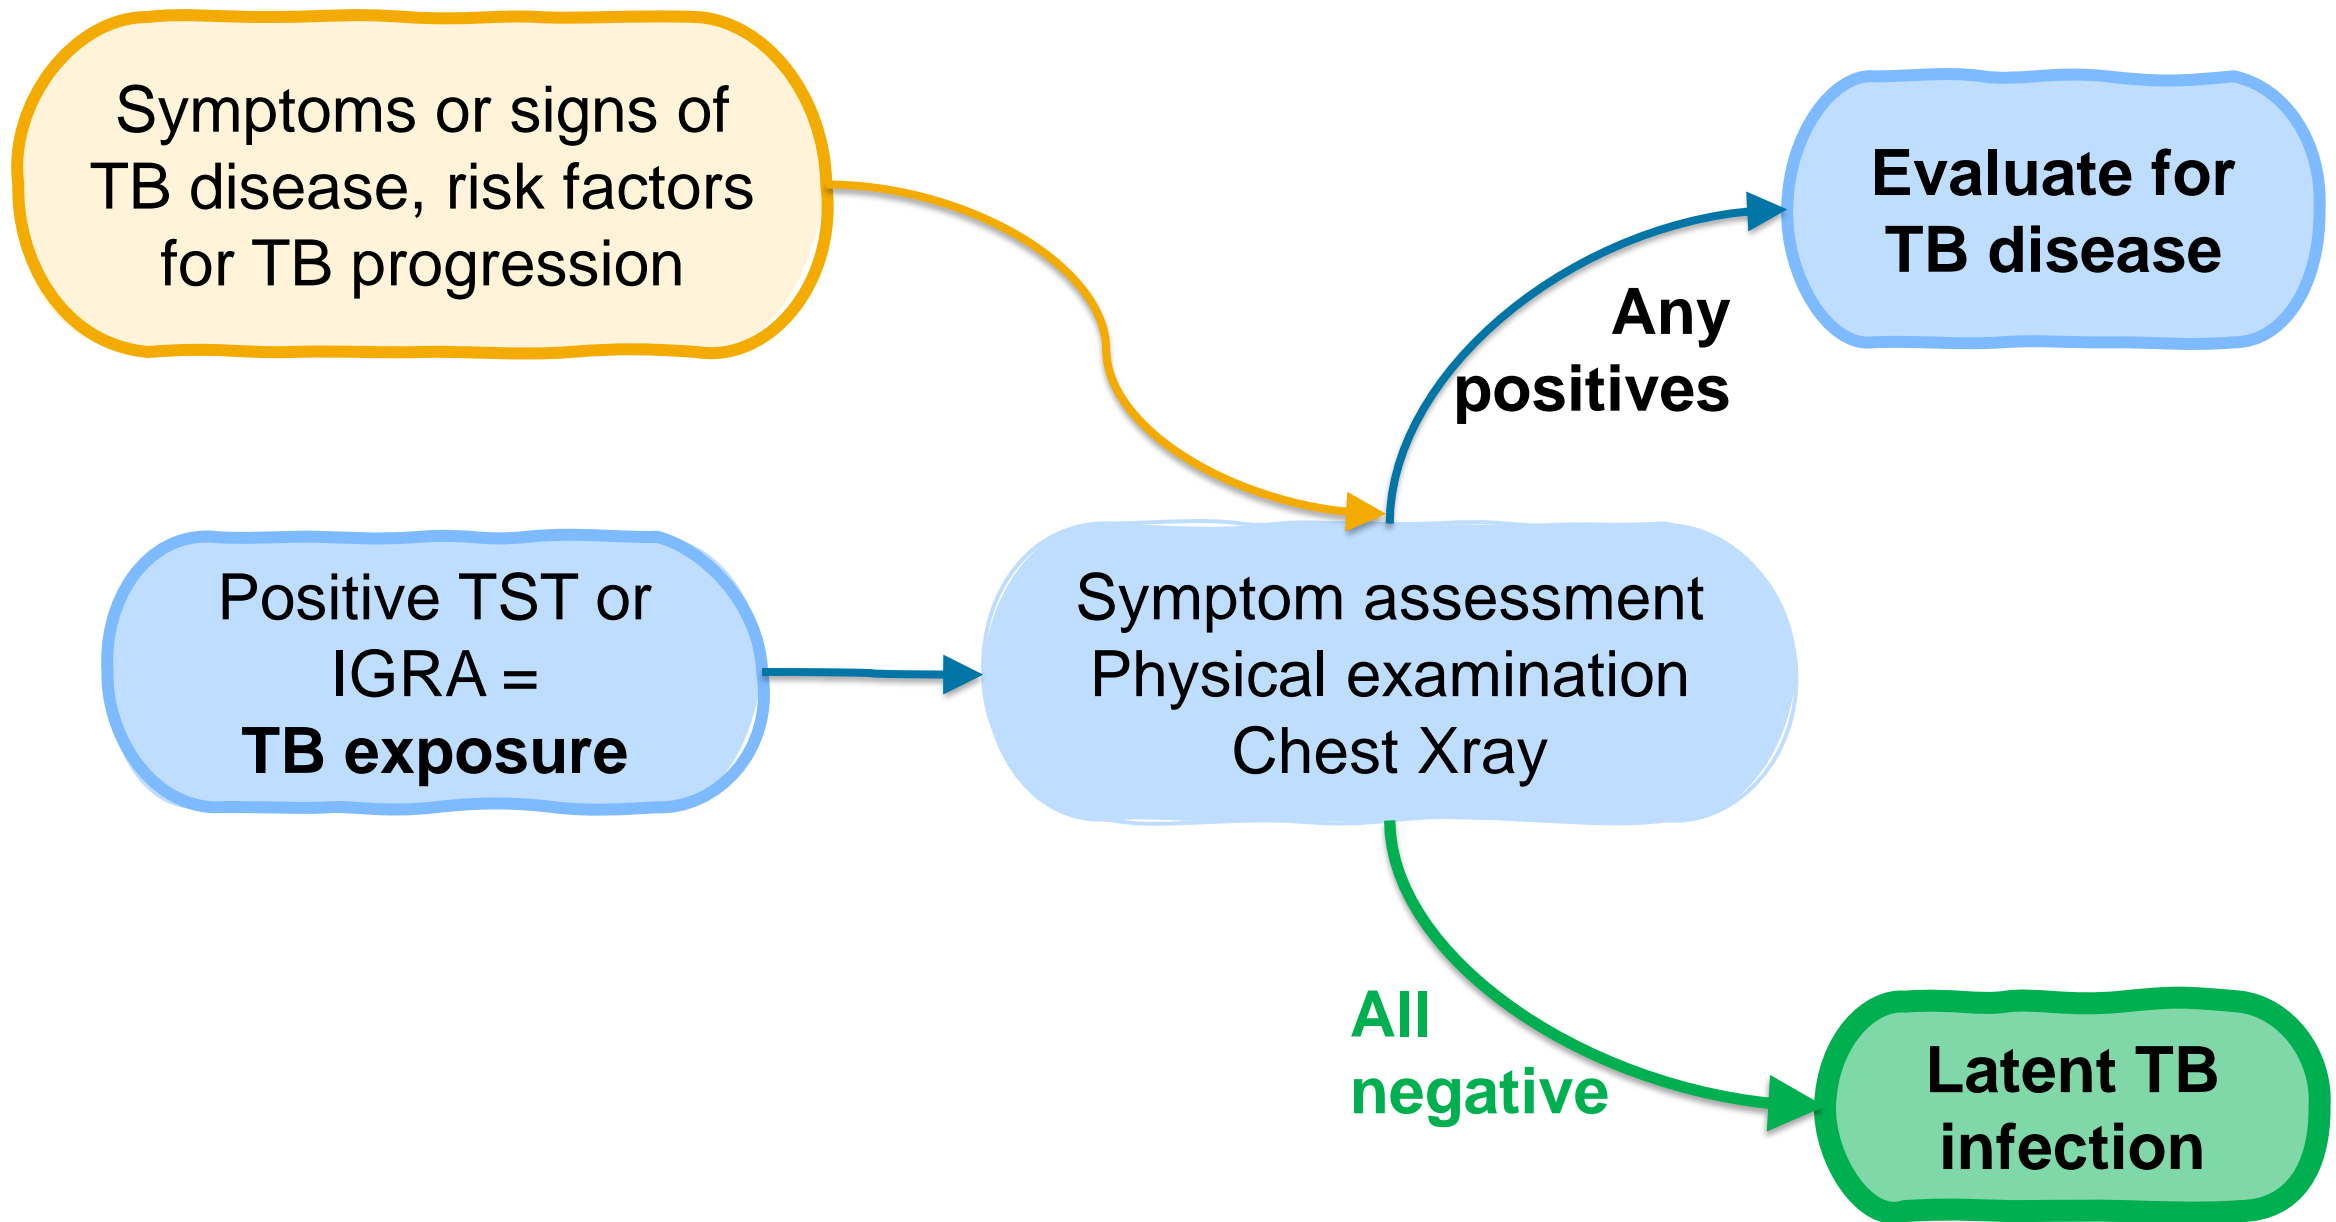 Symptoms or signs of
TB disease, risk factors
for TB progression
Evaluate for
TB disease
Any
positives
Positive TST or
IGRA =
TB exposure
Symptom assessment
Physical examination
Chest Xray
All
negative
Latent TB
infection